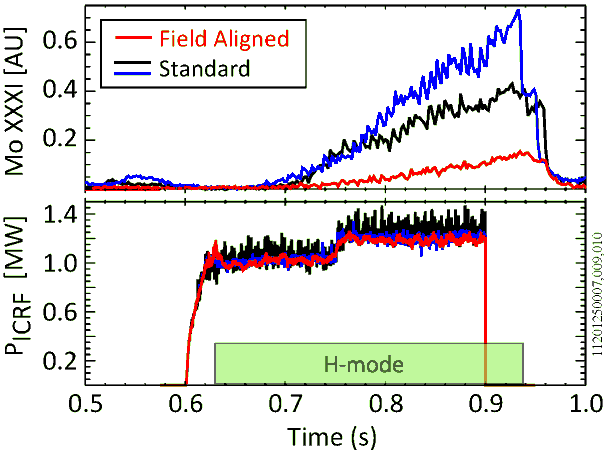 Mo XXXI [AU]
0.6
0.4
0.2
Field Aligned
Standard
P_ICRF [MW]
1.4
1.0
0.6
0.2
H-mode
0.5 0.6 0.7 0.8 0.9 1.0
Time (s)
11201250007,009,010